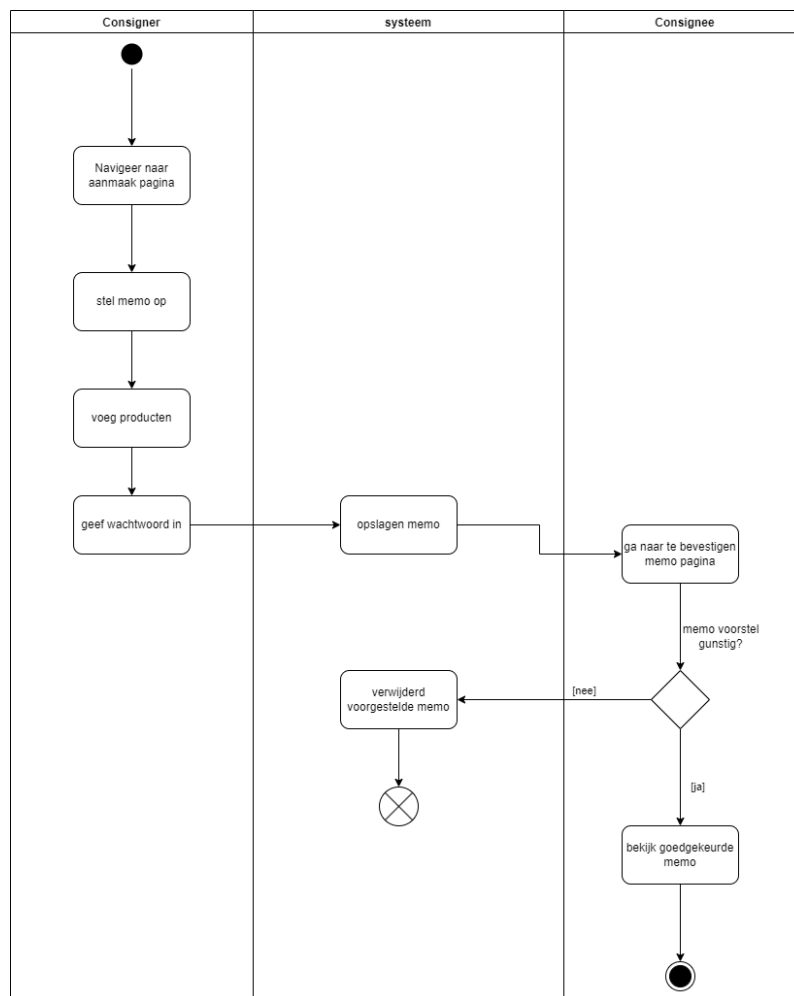 Consigner
systeem
Consignee
Navigeer naar
aanmaak pagina
stel memo op
voeg producten
geef wachtwoord in
opslagen memo
ga naar te bevestigen
memo pagina
memo voorstel
gunstig?
[nee]
verwijderd
voorgestelde memo
[ja]
bekijk goedgekeurde
memo